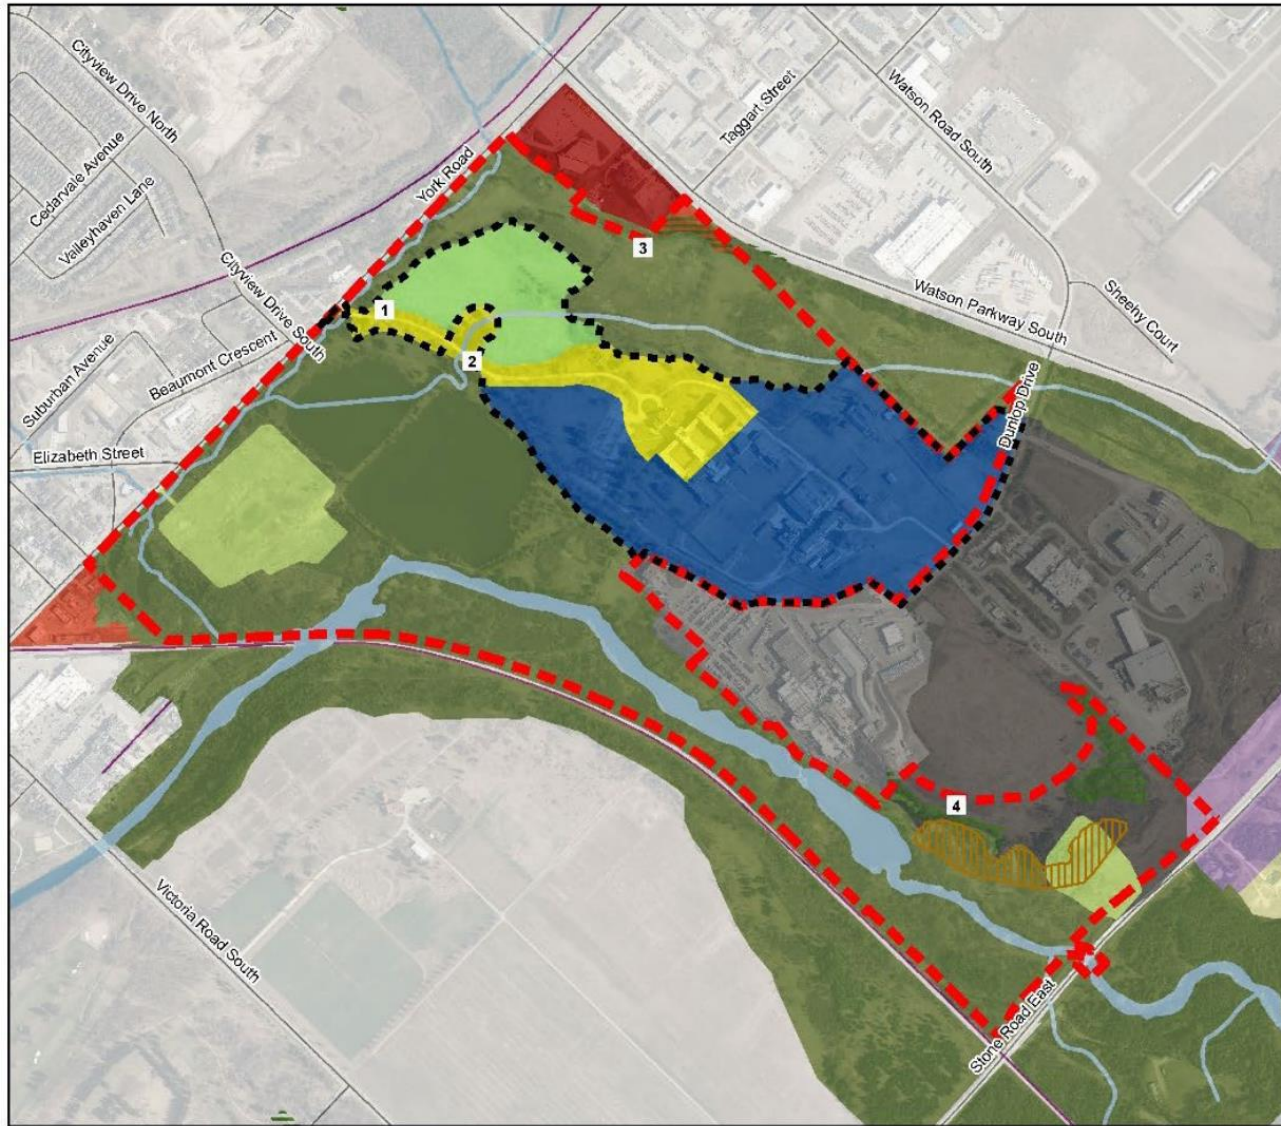 Cityview Drive North
Cedarvale Avenue
Valleyhaven Lane
York Road
Taggart Street
Watson Road South
3
Cityview Drive South
1
Watson Parkway South
Sheehy Court
Beaumont Crescent
Suburban Avenue
2
Dunlop Drive
Elizabeth Street
4
Victoria Road South
Stone Road East